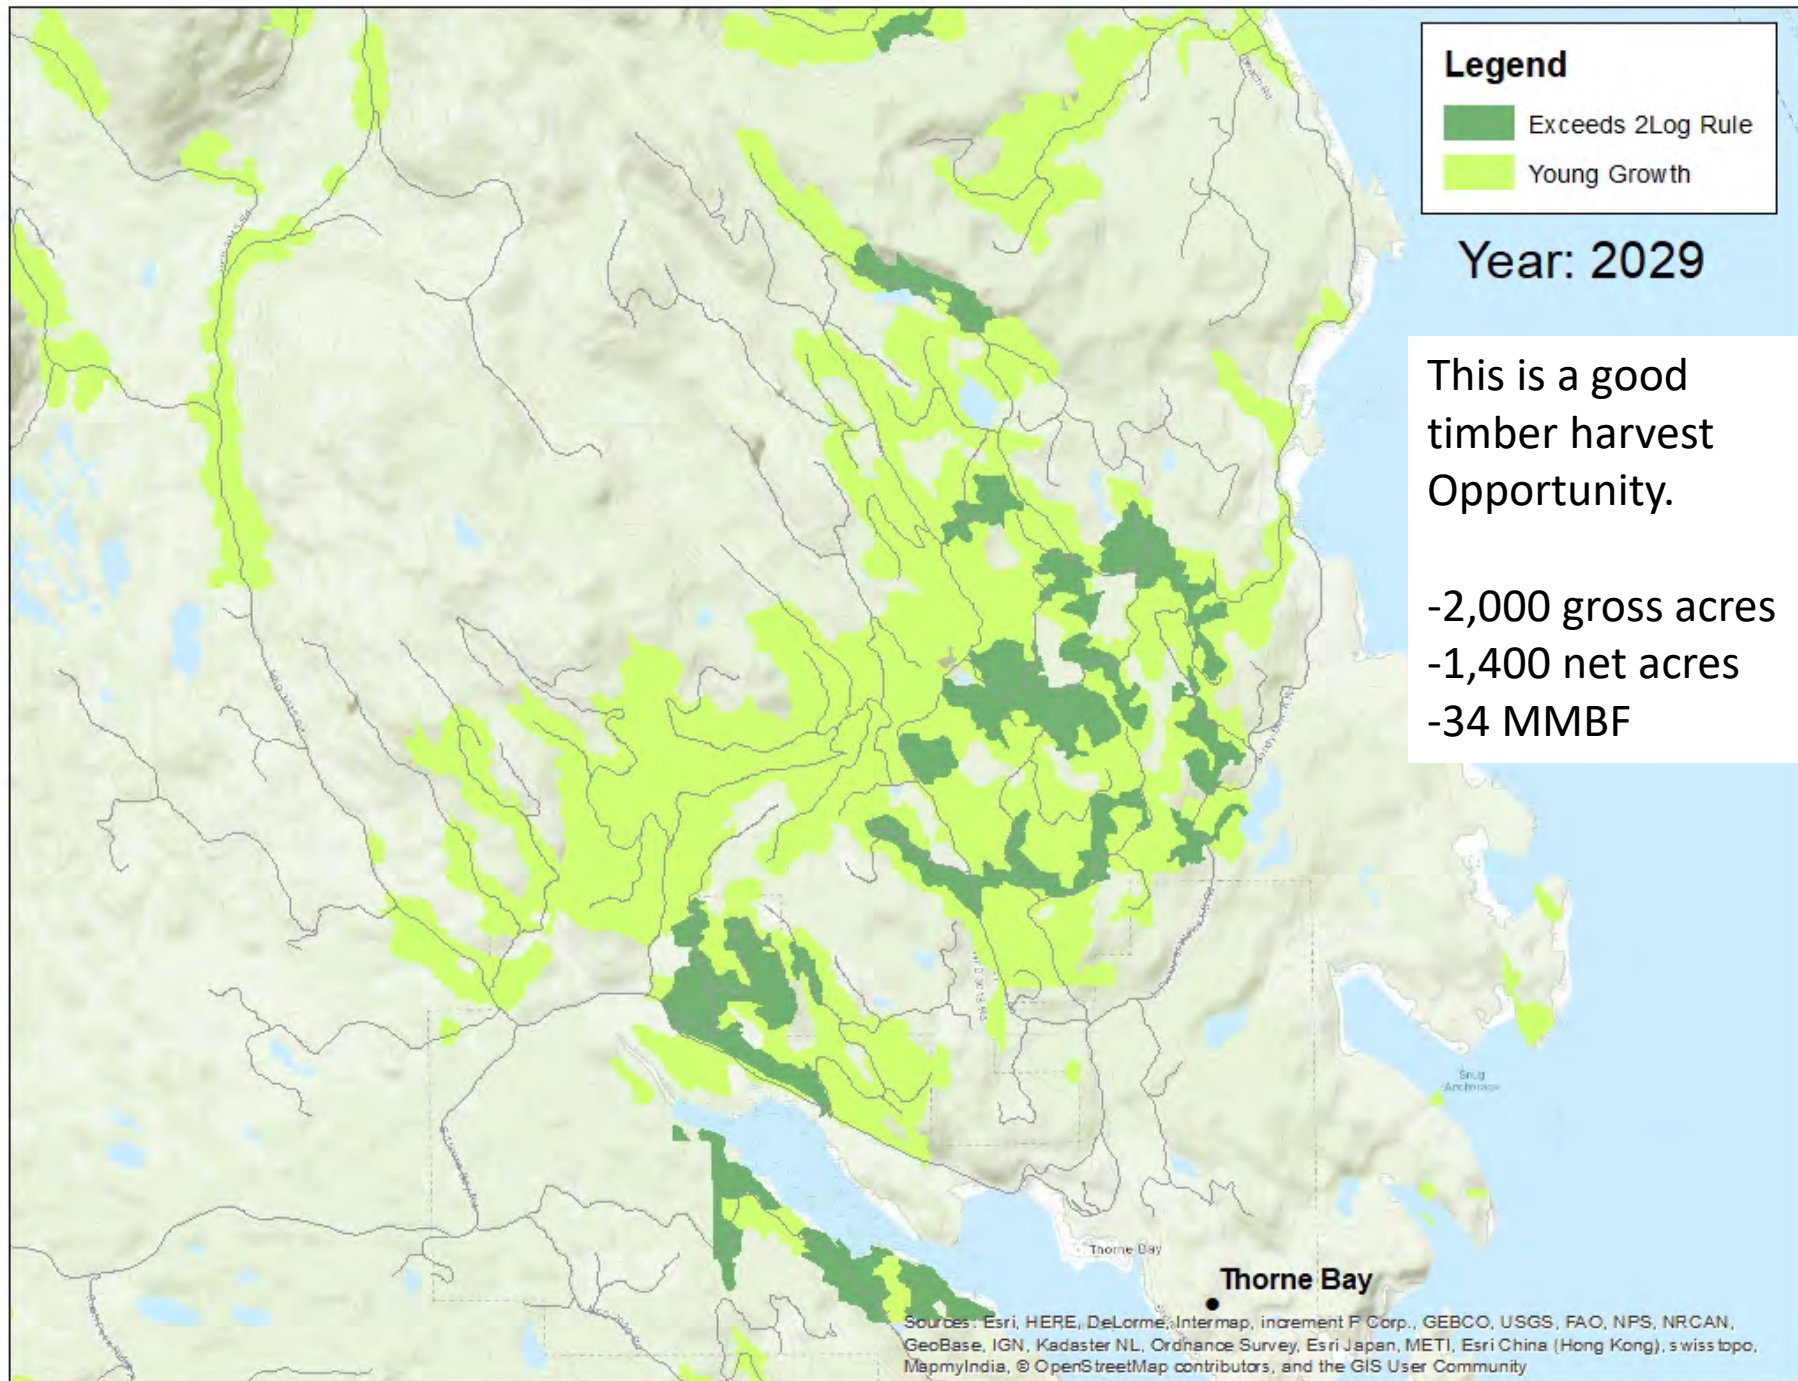 Legend
Exceeds 2Log Rule
Young Growth
Year: 2029
This is a good
timber harvest
Opportunity.
-2,000 gross acres
-1,400 net acres
-34 MMBF
Snug
Anchorage
Thorne Bay
Thorne Bay
Sources: Esri, HERE, DeLorme, Intermap, increment P Corp., GEBCO, USGS, FAO, NPS, NRCAN,
GeoBase, IGN, Kadaster NL, Ordnance Survey, Esri Japan, METI, Esri China (Hong Kong), swisstopo,
MapmyIndia, © OpenStreetMap contributors, and the GIS User Community